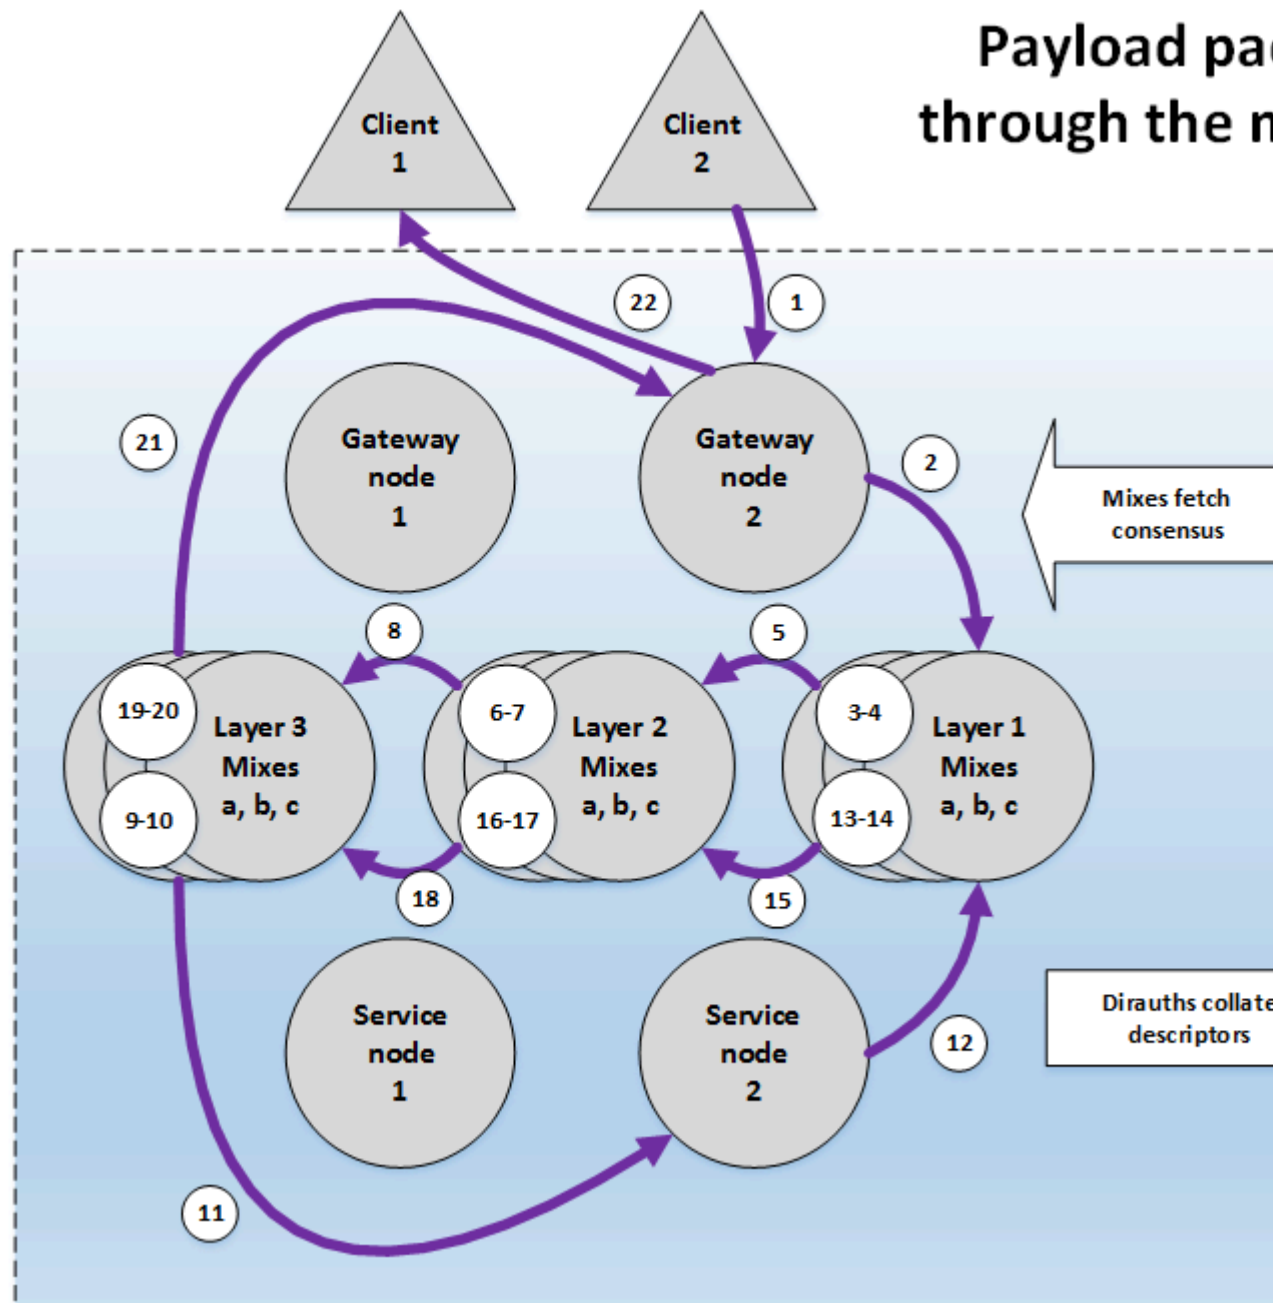 Payload pac
through the m
Client
1
Client
2
22
1
21
Gateway
node
1
Gateway
node
2
2
Mixes fetch
consensus
8
5
19-20
Layer 3
Mixes
a, b, c
9-10
6-7
Layer 2
Mixes
a, b, c
16-17
3-4
Layer 1
Mixes
a, b, c
13-14
18
15
Service
node
1
Service
node
2
12
Dirauths collate
descriptors
11